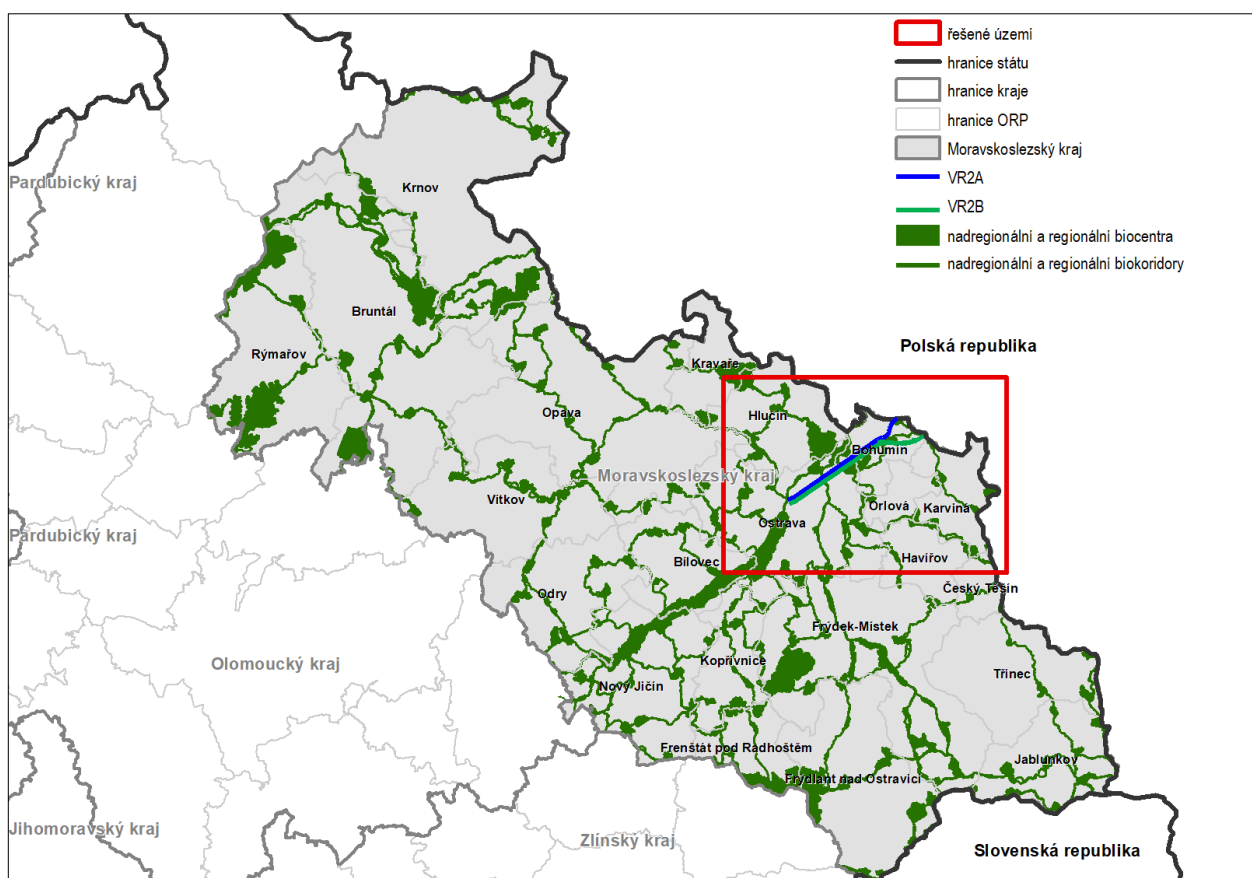 řešené území
hranice státu
hranice kraje
hranice ORP
Moravskoslezský kraj
VR2A
VR2B
nadregionální a regionální biocentra
nadregionální a regionální biokoridory
Pardubický kraj
Krnov
Bruntál
Rýmařov
Polská republika
Kravaře
Hlučín
Opava
Bohumín
Moravskoslezský kraj
Vítkov
Orlová
Karviná
Ostrava
Pardubický kraj
Bílovec
Havířov
Odry
Český Těšín
Frýdek-Místek
Olomoucký kraj
Kopřivnice
Třinec
Nový Jičín
Frenštát pod Radhoštěm
Jablunkov
Frýdlant nad Ostravicí
Jihomoravský kraj
Zlínský kraj
Slovenská republika